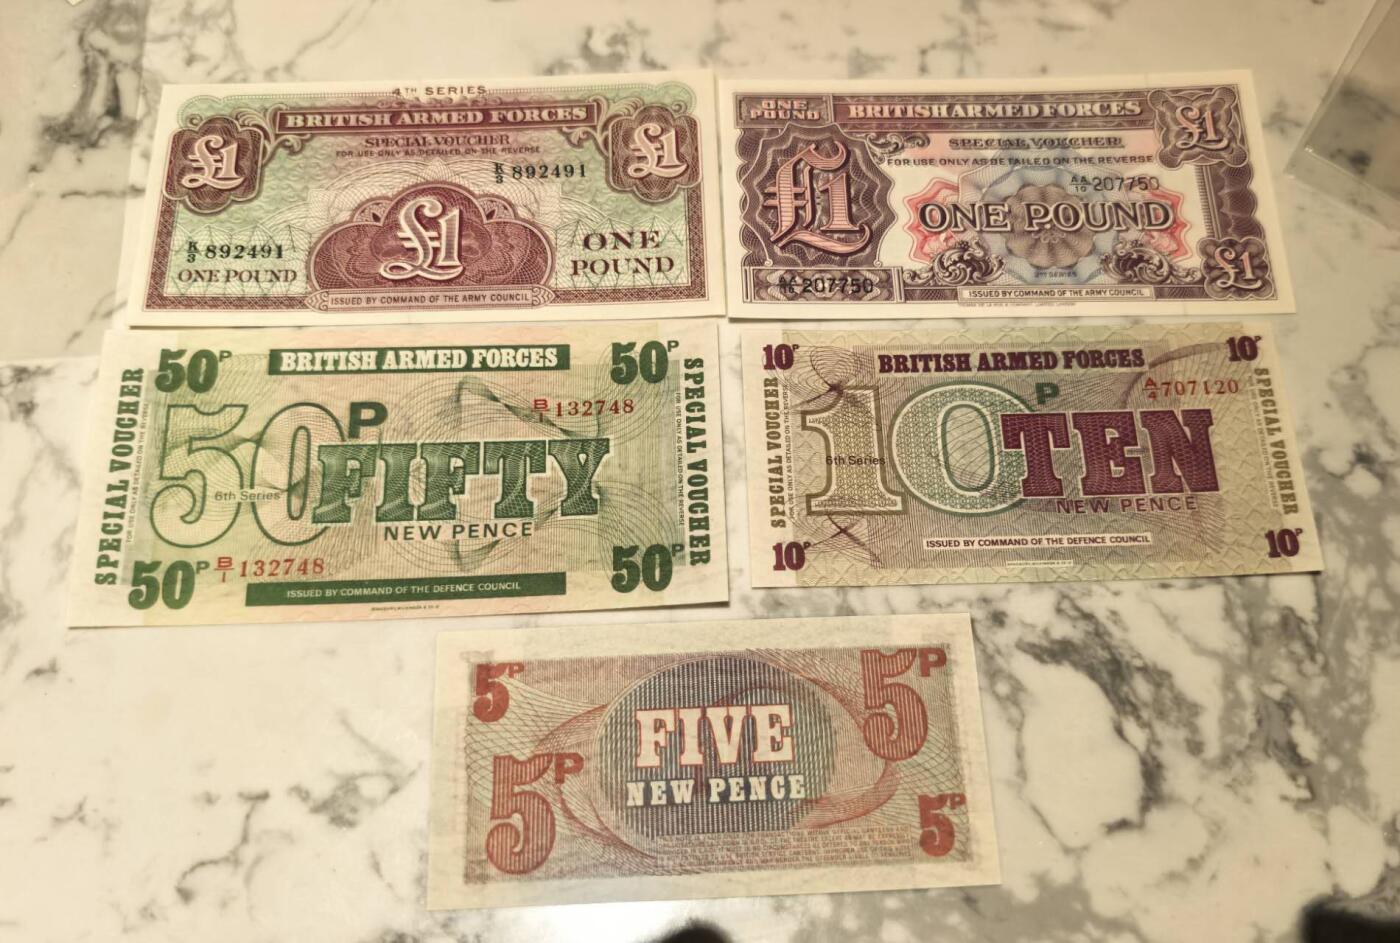 4TH SERIES
BRITISH ARMED FORCES
SPECIAL VOUCHER
FOR USE ONLY AS DETAILED ON THE REVERSE
£1
£1
K/3 892491
£1
K/3 892491
ONE POUND
ONE
POUND
ISSUED BY COMMAND OF THE ARMY COUNCIL
ONE
POUND
BRITISH ARMED FORCES
£1
SPECIAL VOUCHER
FOR USE ONLY AS DETAILED ON THE REVERSE
AA/10 207750
£1
ONE POUND
2ND SERIES
£1
AA/10 207750
ISSUED BY COMMAND OF THE ARMY COUNCIL
50P
BRITISH ARMED FORCES
50P
SPECIAL VOUCHER
FOR USE ONLY AS DETAILED ON THE REVERSE
B/1 132748
50P
FIFTY
6th Series
NEW PENCE
SPECIAL VOUCHER
FOR USE ONLY AS DETAILED ON THE REVERSE
50P
B/1 132748
50P
ISSUED BY COMMAND OF THE DEFENCE COUNCIL
10P
BRITISH ARMED FORCES
10P
SPECIAL VOUCHER
FOR USE ONLY AS DETAILED ON THE REVERSE
A/4 707120
10P
TEN
6th Series
NEW PENCE
SPECIAL VOUCHER
10P
ISSUED BY COMMAND OF THE DEFENCE COUNCIL
10P
5P
5P
FIVE
NEW PENCE
5P
5P